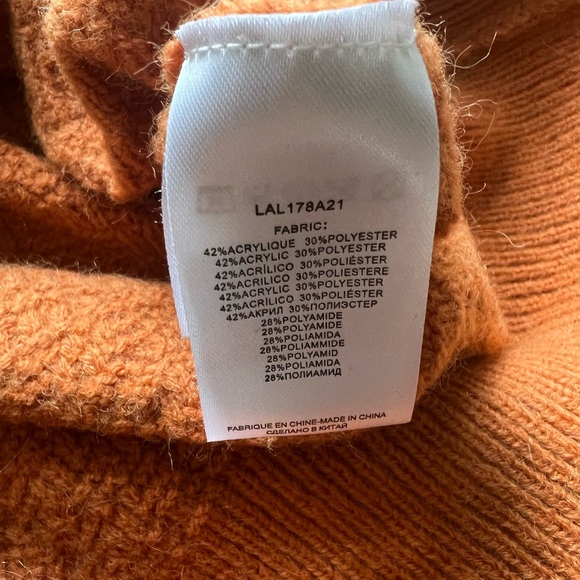 LAL178A21
FABRIC:
42%ACRYLIQUE 30%POLYESTER
42%ACRYLIC 30%POLYESTER
42%ACRÍLICO 30%POLIÉSTER
42%ACRILICO 30%POLIESTERE
42%ACRYLIC 30%POLYESTER
42%ACRÍLICO 30%POLIÉSTER
42%АКРИЛ 30%ПОЛИЭСТЕР
28%POLYAMIDE
28%POLYAMIDE
28%POLIAMIDA
28%POLIAMMIDE
28%POLYAMID
28%POLIAMIDA
28%ПОЛИАМИД
FABRIQUE EN CHINE-MADE IN CHINA
СДЕЛАНО В КИТАЙ